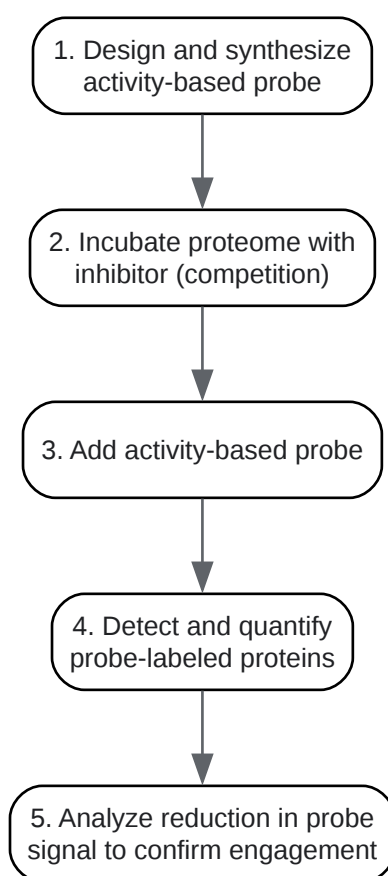 1. Design and synthesize
activity-based probe
2. Incubate proteome with
inhibitor (competition)
3. Add activity-based probe
4. Detect and quantify
probe-labeled proteins
5. Analyze reduction in probe
signal to confirm engagement